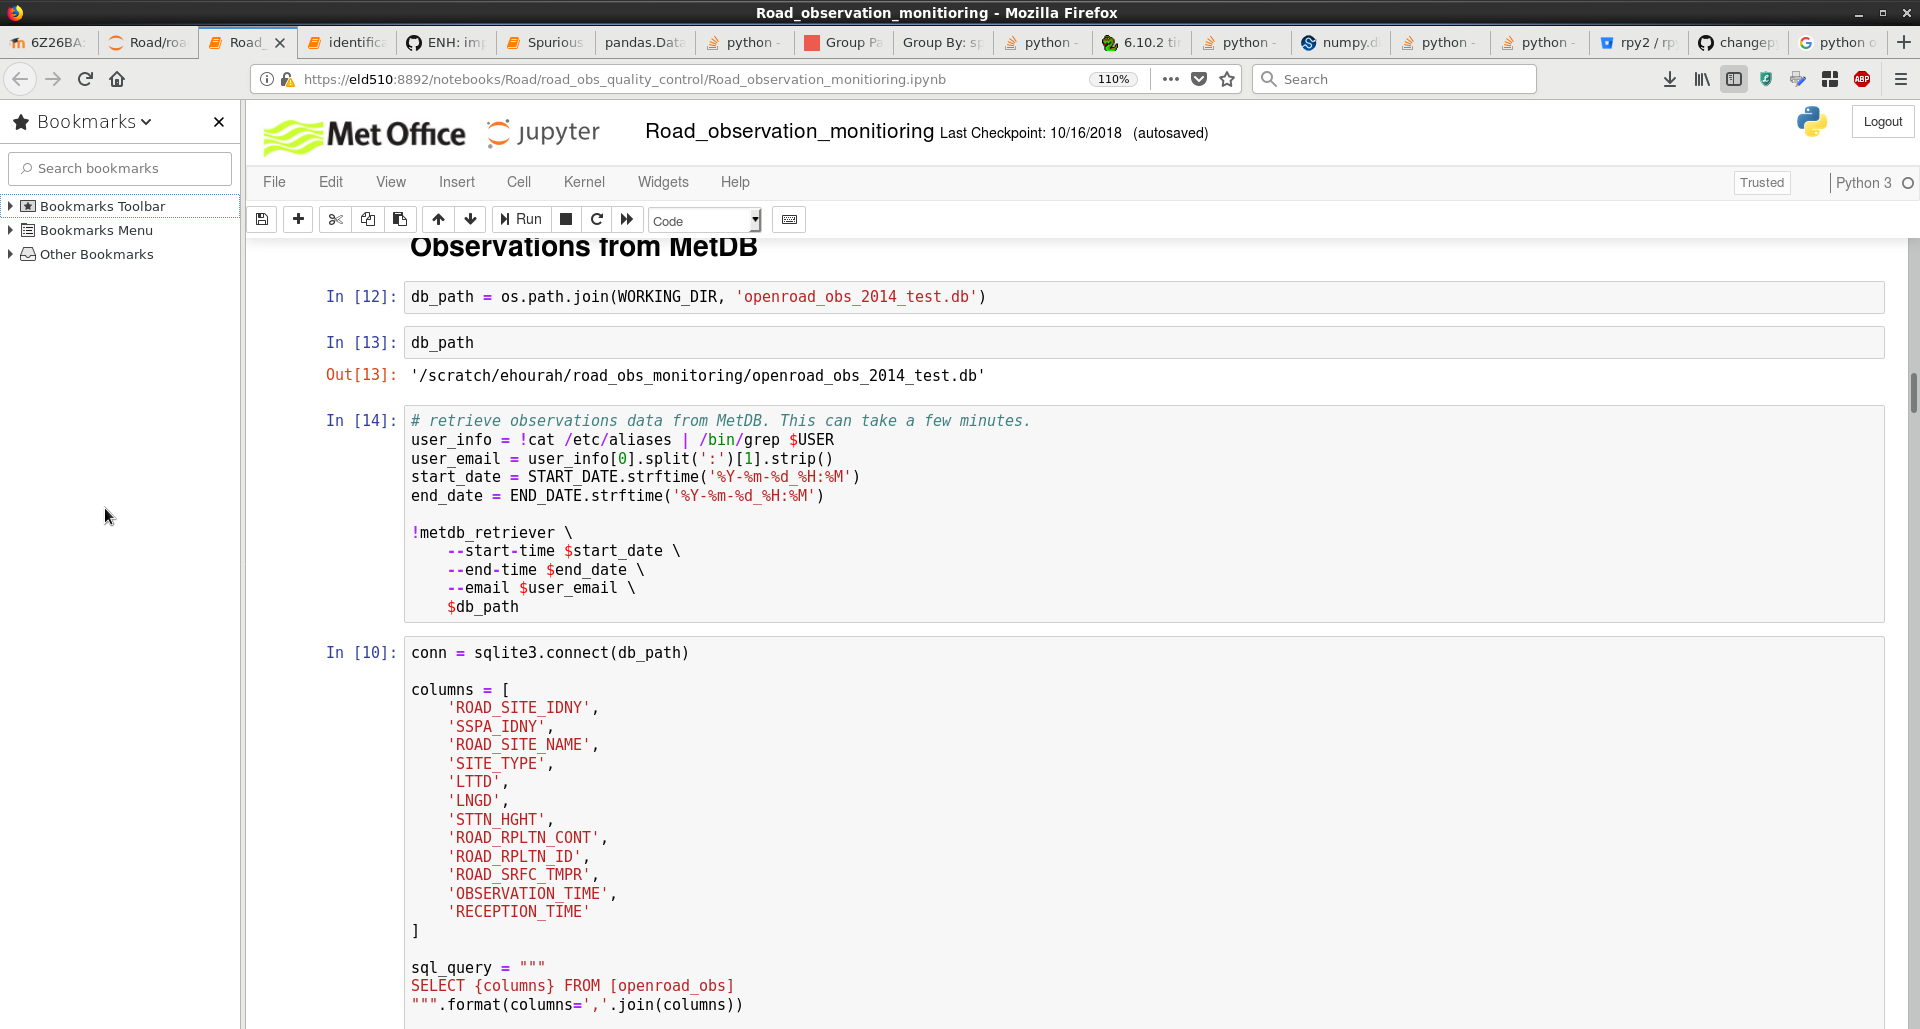 Road_observation_monitioring - Mozilla Firefox
6Z26BA: Road/roa Road_ identifica ENH: imp Spurious pandas.Data python - Group Pa Group By: sp python - 6.10.2 ti python - numpy.d python - python - rpy2 / rp changep python o
https://eld510:8892/notebooks/Road/road_obs_quality_control/Road_observation_monitioring.ipynb 110% Search
Bookmarks
Search bookmarks
Bookmarks Toolbar
Bookmarks Menu
Other Bookmarks
Met Office jupyter Road_observation_monitioring Last Checkpoint: 10/16/2018 (autosaved) Logout
File Edit View Insert Cell Kernel Widgets Help Trusted Python 3
Run Code
Observations from MetDB
In [12]: db_path = os.path.join(WORKING_DIR, 'openroad_obs_2014_test.db')
In [13]: db_path
Out[13]: '/scratch/ehourah/road_obs_monitoring/openroad_obs_2014_test.db'
In [14]: # retrieve observations data from MetDB. This can take a few minutes.
user_info = !cat /etc/aliases | /bin/grep $USER
user_email = user_info[0].split(':')[1].strip()
start_date = START_DATE.strftime('%Y-%m-%d_%H:%M')
end_date = END_DATE.strftime('%Y-%m-%d_%H:%M')
!metdb_retriever \
--start-time $start_date \
--end-time $end_date \
--email $user_email \
$db_path
In [10]: conn = sqlite3.connect(db_path)
columns = [
'ROAD_SITE_IDNY',
'SSPA_IDNY',
'ROAD_SITE_NAME',
'SITE_TYPE',
'LTTD',
'LNGD',
'STTN_HGHT',
'ROAD_RPLTN_CONT',
'ROAD_RPLTN_ID',
'ROAD_SRFC_TMPR',
'OBSERVATION_TIME',
'RECEPTION_TIME'
]
sql_query = """
SELECT {columns} FROM [openroad_obs]
""".format(columns=','.join(columns))